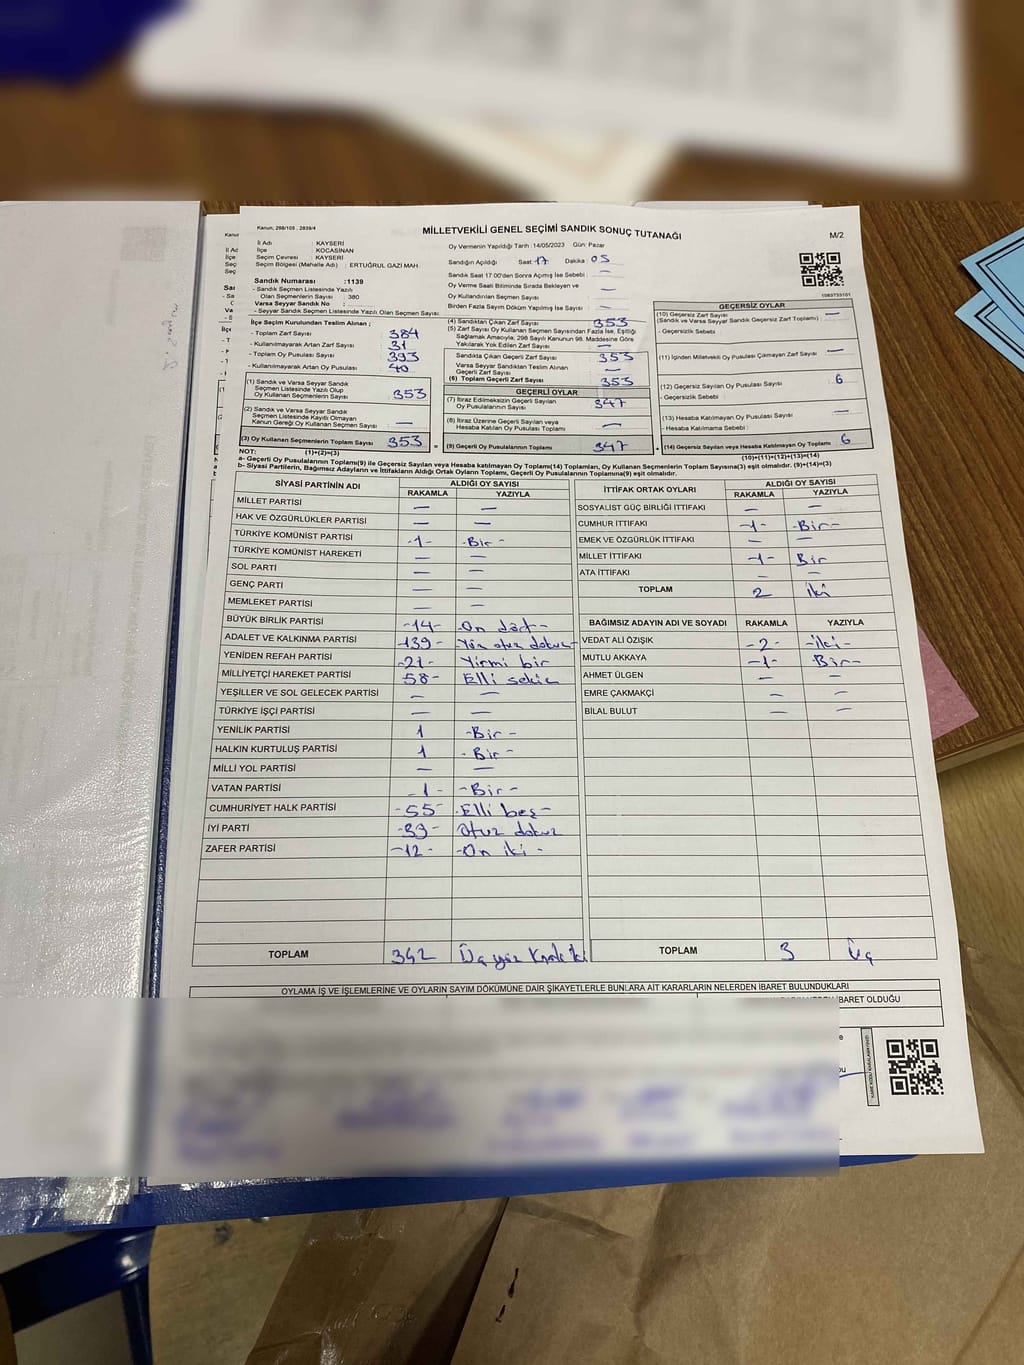 Kanun, 298/105 , 2839/4
MİLLETVEKİLİ GENEL SEÇİMİ SANDIK SONUÇ TUTANAĞI
M/2
İl Adı : KAYSERİ
İlçe : KOCASİNAN
Seçim Çevresi : KAYSERİ
Seçim Bölgesi (Mahalle Adı) : ERTUĞRUL GAZİ MAH.
Oy Vermenin Yapıldığı Tarih : 14/05/2023 Gün: Pazar
Sandığın Açıldığı Saat 17 Dakika : 05
Sandık Saat 17:00'den Sonra Açılmış İse Sebebi : —
Oy Verme Saati Bitiminde Sırada Bekleyen ve
Oy Kullandırılan Seçmen Sayısı : —
Birden Fazla Sayım Döküm Yapılmış İse Sayısı : —
Sandık Numarası :1139
- Sandık Seçmen Listesinde Yazılı
Olan Seçmenlerin Sayısı : 380
Varsa Seyyar Sandık No :
- Seyyar Sandık Seçmen Listesinde Yazılı Olan Seçmen Sayısı:
İlçe Seçim Kurulundan Teslim Alınan ;
- Toplam Zarf Sayısı : 384
- Kullanılmayarak Artan Zarf Sayısı : 31
- Toplam Oy Pusulası Sayısı : 393
- Kullanılmayarak Artan Oy Pusulası : 40
(1) Sandık ve Varsa Seyyar Sandık
Seçmen Listesinde Yazılı Olup
Oy Kullanan Seçmenlerin Sayısı : 353
(2) Sandık ve Varsa Seyyar Sandık
Seçmen Listesinde Kaydı Olmayan
Kanun Gereği Oy Kullanan Seçmenler : —
(3) Oy Kullanan Seçmenlerin Toplam Sayısı 353
(1)+(2)=(3)
(4) Sandıktan Çıkan Zarf Sayısı : 353
(5) Zarf Sayısı Oy Kullanan Seçmen Sayısından Fazla İse, Eşitliği
Sağlamak Amacıyla; 298 Sayılı Kanunun 98. Maddesine Göre
Yakılarak Yok Edilen Zarf Sayısı : —
Sandıkta Çıkan Geçerli Zarf Sayısı : 353
Varsa Seyyar Sandıktan Teslim Alınan
Geçerli Zarf Sayısı : —
(6) Toplam Geçerli Zarf Sayısı : 353
GEÇERLİ OYLAR
(7) İtiraz Edilmeksizin Geçerli Sayılan
Oy Pusulalarının Sayısı : 347
(8) İtiraz Üzerine Geçerli Sayılan veya
Hesaba Katılan Oy Pusulası Toplamı : —
= (9) Geçerli Oy Pusulalarının Toplamı 347
GEÇERSİZ OYLAR
1083733151
(10) Geçersiz Zarf Sayısı :
(Sandık ve Varsa Seyyar Sandık Geçersiz Zarf Toplamı) : —
- Geçersizlik Sebebi :
(11) İçinden Milletvekili Oy Pusulası Çıkmayan Zarf Sayısı : —
(12) Geçersiz Sayılan Oy Pusulası Sayısı : 6
- Geçersizlik Sebebi :
(13) Hesaba Katılmayan Oy Pusulası Sayısı : —
- Hesaba Katılmama Sebebi :
+ (14) Geçersiz Sayılan veya Hesaba Katılmayan Oy Toplamı 6
(10)+(11)+(12)+(13)=(14)
NOT:
a- Geçerli Oy Pusulalarının Toplamı(9) ile Geçersiz Sayılan veya Hesaba katılmayan Oy Toplamı(14) Toplamları, Oy Kullanan Seçmenlerin Toplam Sayısına(3) eşit olmalıdır. (9)+(14)=(3)
b- Siyasi Partilerin, Bağımsız Adayların ve İttifakların Aldığı Ortak Oyların Toplamı, Geçerli Oy Pusulalarının Toplamına(9) eşit olmalıdır.
SİYASİ PARTİNİN ADI ALDIĞI OY SAYISI
RAKAMLA YAZIYLA
MİLLET PARTİSİ — —
HAK VE ÖZGÜRLÜKLER PARTİSİ — —
TÜRKİYE KOMÜNİST PARTİSİ -1- -Bir-
TÜRKİYE KOMÜNİST HAREKETİ — —
SOL PARTİ — —
GENÇ PARTİ — —
MEMLEKET PARTİSİ — —
BÜYÜK BİRLİK PARTİSİ -14- -On dört-
ADALET VE KALKINMA PARTİSİ -139- -Yüz otuz dokuz-
YENİDEN REFAH PARTİSİ -21- -Yirmi bir
MİLLİYETÇİ HAREKET PARTİSİ -58- -Elli sekiz
YEŞİLLER VE SOL GELECEK PARTİSİ — —
TÜRKİYE İŞÇİ PARTİSİ — —
YENİLİK PARTİSİ 1 -Bir-
HALKIN KURTULUŞ PARTİSİ 1 -Bir-
MİLLİ YOL PARTİSİ — —
VATAN PARTİSİ -1- -Bir-
CUMHURİYET HALK PARTİSİ -55- -Elli beş-
İYİ PARTİ -39- Otuz dokuz
ZAFER PARTİSİ -12- -On iki-
TOPLAM 342
İTTİFAK ORTAK OYLARI ALDIĞI OY SAYISI
RAKAMLA YAZIYLA
SOSYALİST GÜÇ BİRLİĞİ İTTİFAKI — —
CUMHUR İTTİFAKI -1- -Bir-
EMEK VE ÖZGÜRLÜK İTTİFAKI — —
MİLLET İTTİFAKI -1- Bir
ATA İTTİFAKI — —
TOPLAM 2 iki
BAĞIMSIZ ADAYIN ADI VE SOYADI RAKAMLA YAZIYLA
VEDAT ALİ ÖZIŞIK -2- -İki-
MUTLU AKKAYA -1- Bir-
AHMET ÜLGEN — —
EMRE ÇAKMAKÇİ — —
BİLAL BULUT — —
TOPLAM 3 Üç
OYLAMA İŞ VE İŞLEMLERİNE VE OYLARIN SAYIM DÖKÜMÜNE DAİR ŞİKAYETLERLE BUNLARA AİT KARARLARIN NELERDEN İBARET BULUNDUKLARI
İBARET OLDUĞU